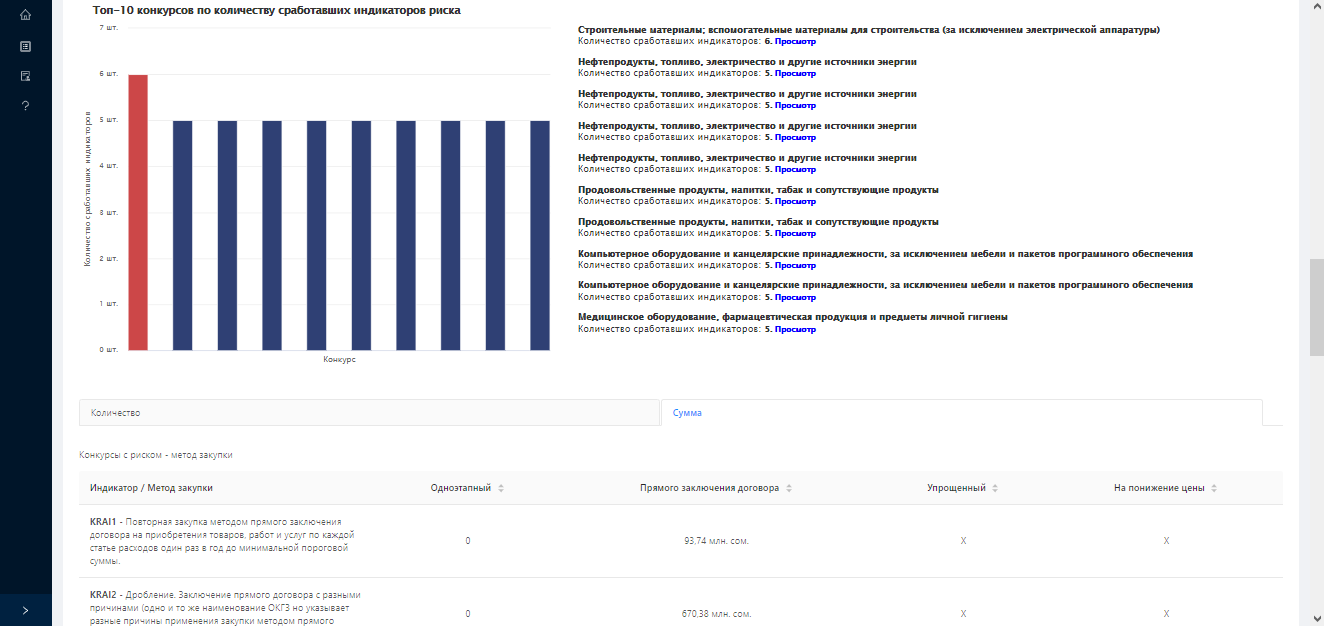 Топ-10 конкурсов по количеству сработавших индикаторов риска
7 шт.
6 шт.
5 шт.
4 шт.
3 шт.
2 шт.
1 шт.
0 шт.
Количество сработавших индикаторов
Конкурс
Строительные материалы; вспомогательные материалы для строительства (за исключением электрической аппаратуры)
Количество сработавших индикаторов: 6. Просмотр
Нефтепродукты, топливо, электричество и другие источники энергии
Количество сработавших индикаторов: 5. Просмотр
Нефтепродукты, топливо, электричество и другие источники энергии
Количество сработавших индикаторов: 5. Просмотр
Нефтепродукты, топливо, электричество и другие источники энергии
Количество сработавших индикаторов: 5. Просмотр
Нефтепродукты, топливо, электричество и другие источники энергии
Количество сработавших индикаторов: 5. Просмотр
Продовольственные продукты, напитки, табак и сопутствующие продукты
Количество сработавших индикаторов: 5. Просмотр
Продовольственные продукты, напитки, табак и сопутствующие продукты
Количество сработавших индикаторов: 5. Просмотр
Компьютерное оборудование и канцелярские принадлежности, за исключением мебели и пакетов программного обеспечения
Количество сработавших индикаторов: 5. Просмотр
Компьютерное оборудование и канцелярские принадлежности, за исключением мебели и пакетов программного обеспечения
Количество сработавших индикаторов: 5. Просмотр
Медицинское оборудование, фармацевтическая продукция и предметы личной гигиены
Количество сработавших индикаторов: 5. Просмотр
Количество
Сумма
Конкурсы с риском - метод закупки
Индикатор / Метод закупки
Одноэтапный
Прямого заключения договора
Упрощенный
На понижение цены
KRAI1 - Повторная закупка методом прямого заключения
договора на приобретения товаров, работ и услуг по каждой
статье расходов один раз в год до минимальной пороговой
суммы.
0
93,74 млн. сом.
X
X
KRAI2 - Дробление. Заключение прямого договора с разными
причинами (одно и то же наименование ОКГЗ но указывает
разные причины применения закупки методом прямого
0
670,38 млн. сом.
X
X